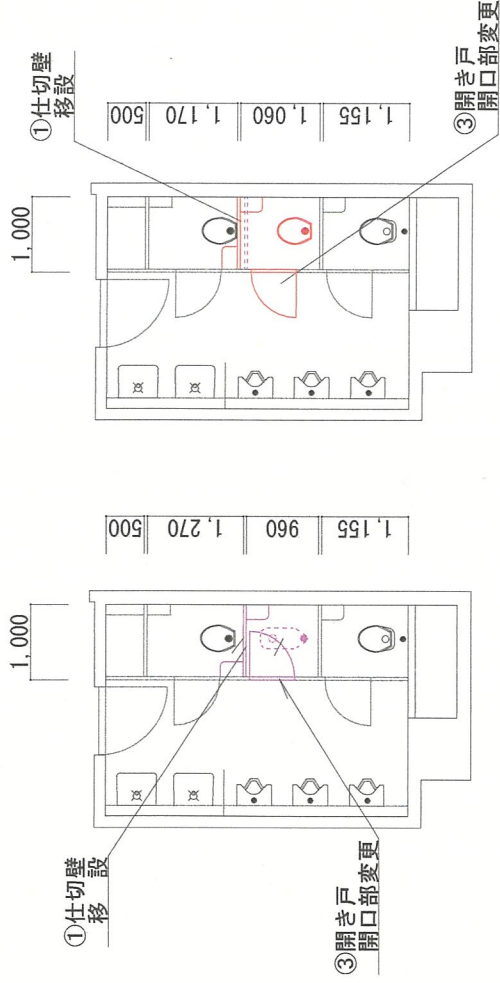 ①仕切壁
移設
1,000
500
1,170
1,060
1,155
③開き戸
開口部変更
1,000
500
1,270
960
1,155
①仕切壁
移 設
③開き戸
開口部変更